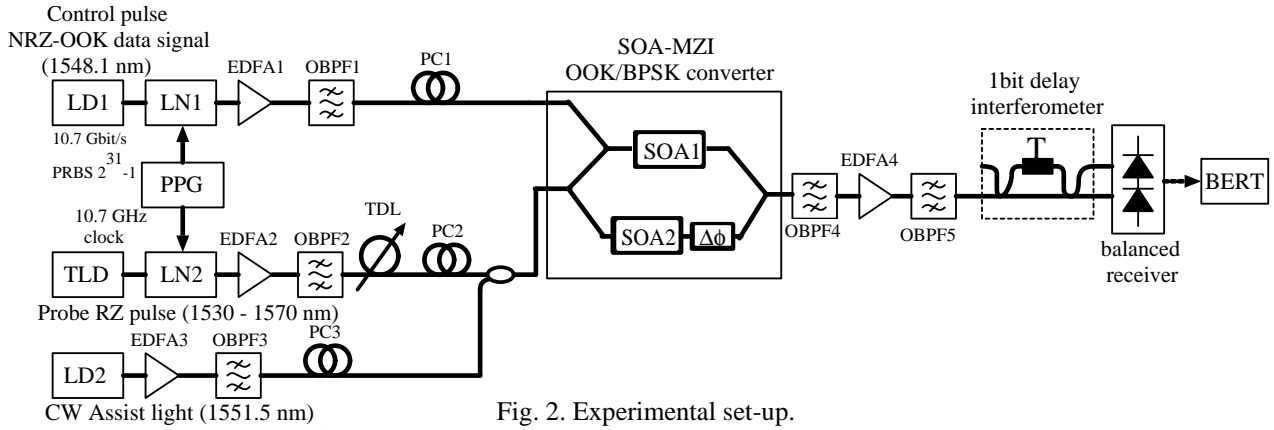 Control pulse
NRZ-OOK data signal
(1548.1 nm)
LD1
LN1
EDFA1
OBPF1
PC1
10.7 Gbit/s
PRBS 2^31-1
PPG
10.7 GHz
clock
TLD
LN2
EDFA2
OBPF2
TDL
PC2
Probe RZ pulse (1530 - 1570 nm)
LD2
EDFA3
OBPF3
PC3
CW Assist light (1551.5 nm)
SOA-MZI
OOK/BPSK converter
SOA1
SOA2
Δϕ
OBPF4
EDFA4
OBPF5
1bit delay
interferometer
T
balanced
receiver
BERT
Fig. 2. Experimental set-up.